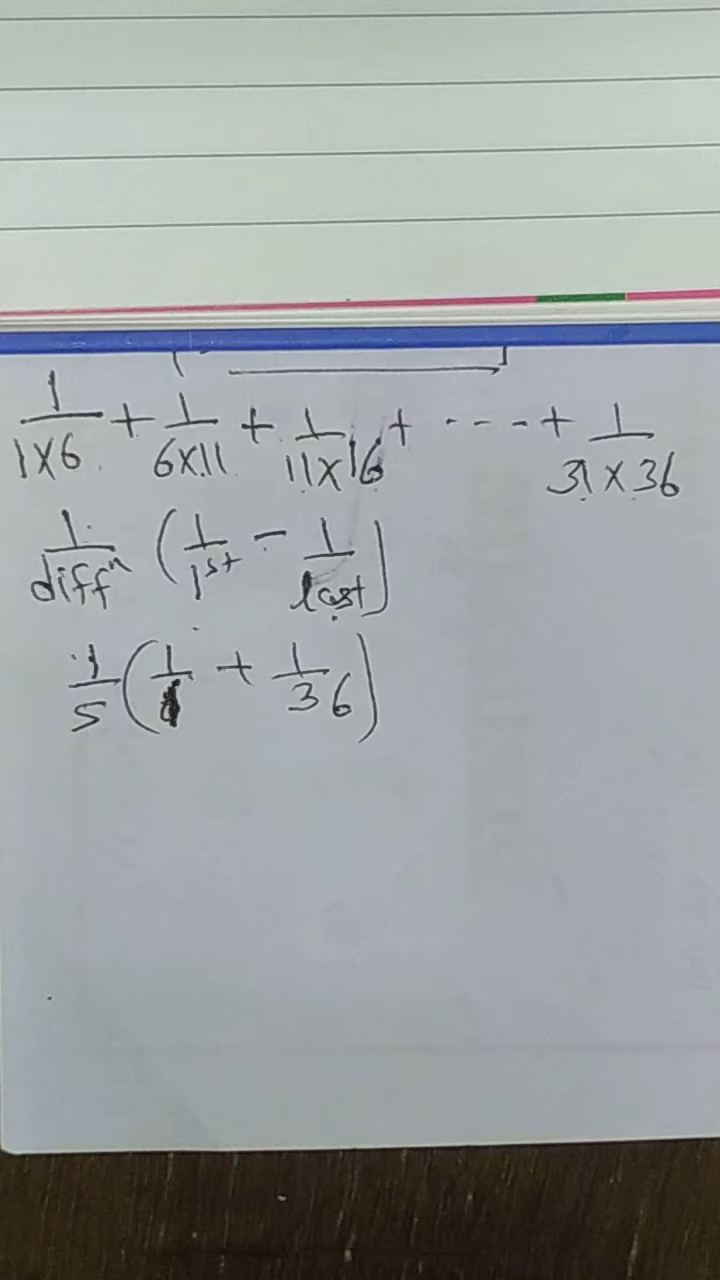 1/1×6 + 1/6×11 + 1/11×16 + ---- + 1/31×36
1/diffⁿ (1/1st − 1/last)
1/5 (1/1 + 1/36)